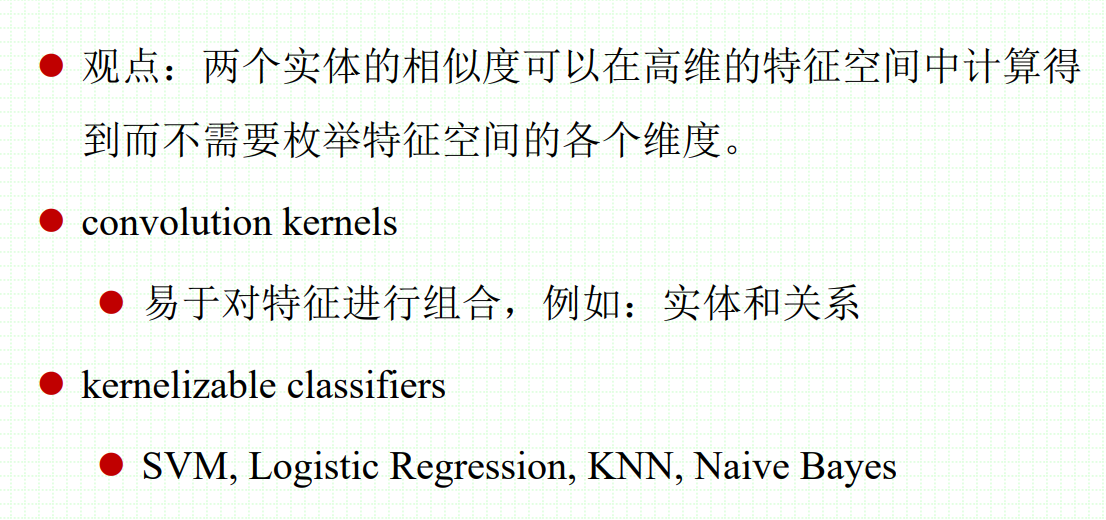 观点：两个实体的相似度可以在高维的特征空间中计算得
到而不需要枚举特征空间的各个维度。
convolution kernels
易于对特征进行组合，例如：实体和关系
kernelizable classifiers
SVM, Logistic Regression, KNN, Naive Bayes